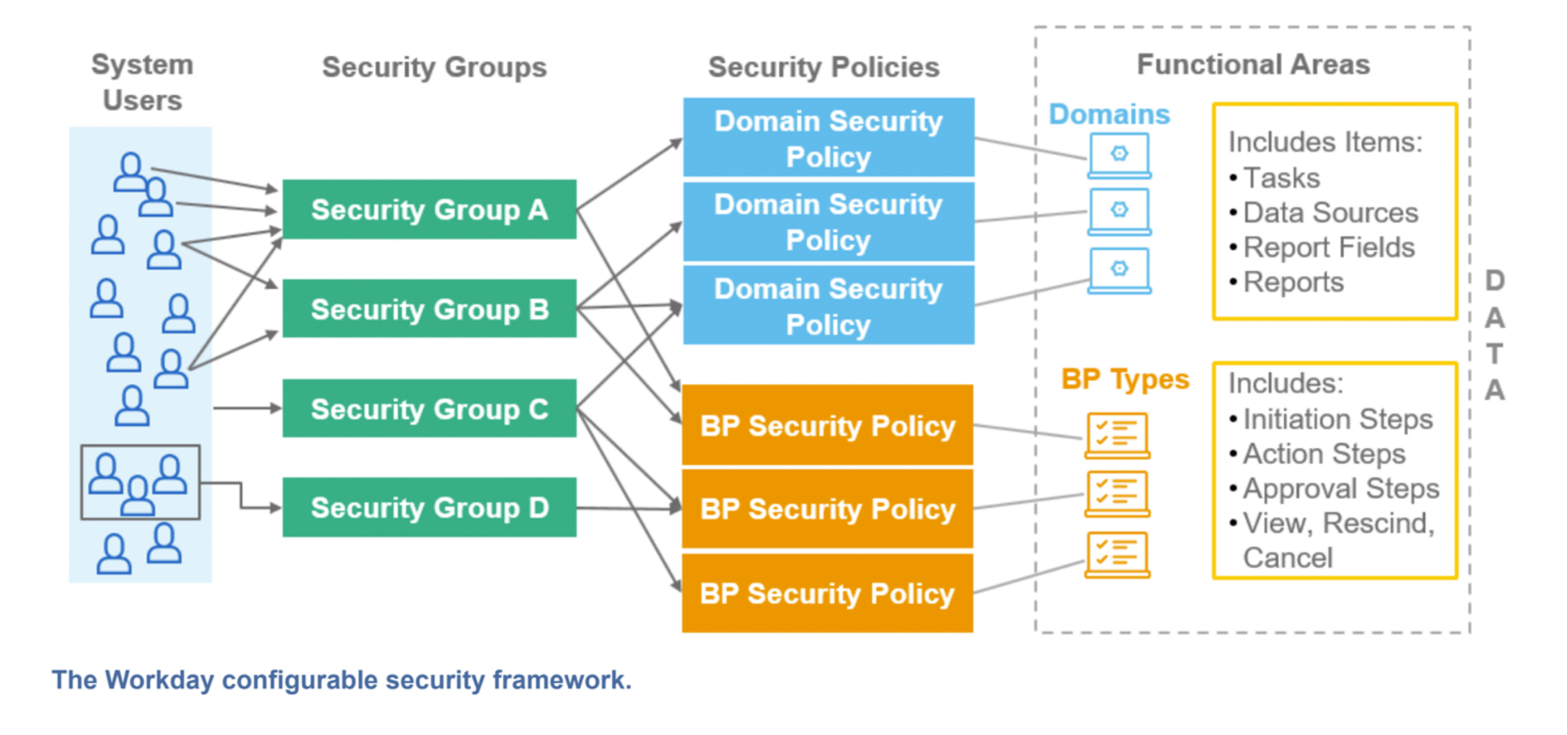 System
Users
Security Groups
Security Policies
Functional Areas
Security Group A
Security Group B
Security Group C
Security Group D
Domain Security
Policy
Domain Security
Policy
Domain Security
Policy
BP Security Policy
BP Security Policy
BP Security Policy
Domains
Includes Items:
• Tasks
• Data Sources
• Report Fields
• Reports
BP Types
Includes:
• Initiation Steps
• Action Steps
• Approval Steps
• View, Rescind,
Cancel
D
A
T
A
The Workday configurable security framework.